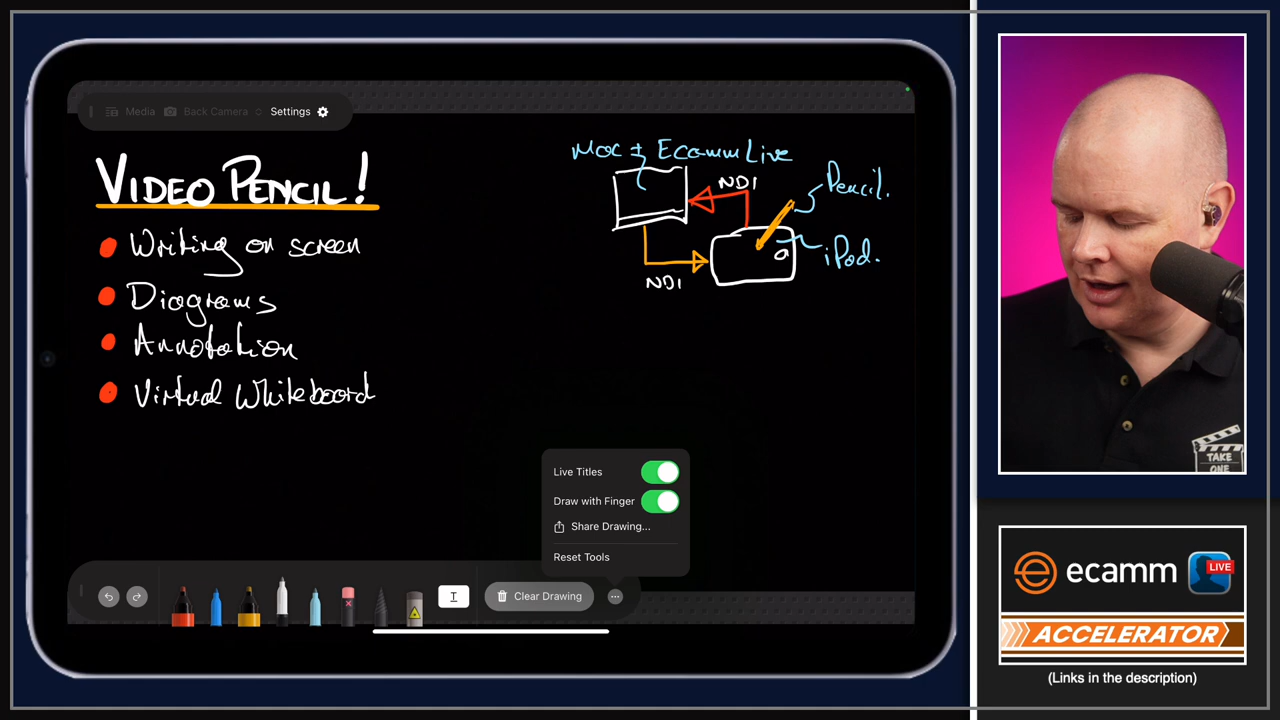 Media Back Camera Settings
VIDEO PENCIL!
Writing on screen
Diagrams
Annotation
Virtual Whiteboard
Mac + Ecamm Live
NDI
Pencil.
iPad.
NDI
Live Titles
Draw with Finger
Share Drawing...
Reset Tools
Clear Drawing
TAKE ONE
ecamm LIVE
ACCELERATOR
(Links in the description)